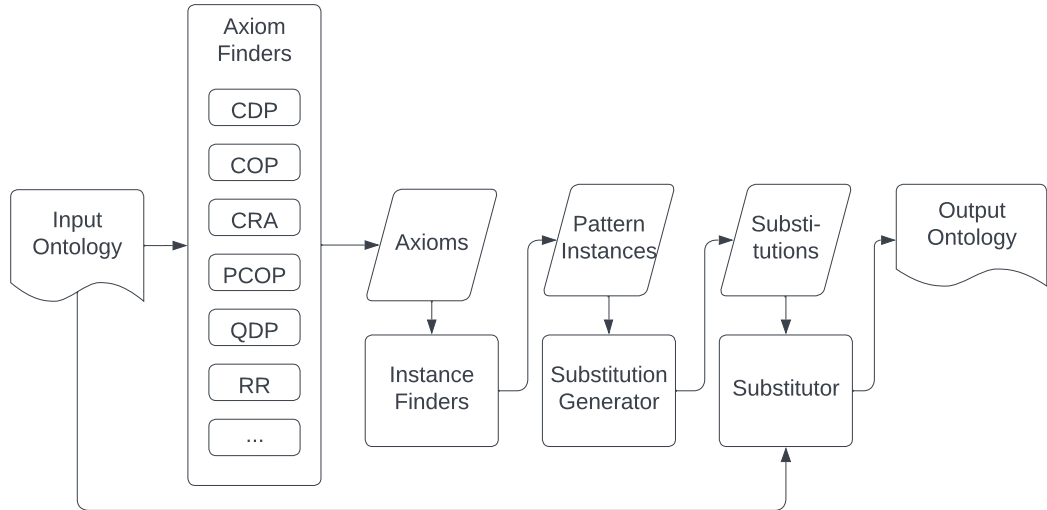 Axiom
Finders
CDP
COP
CRA
PCOP
QDP
RR
...
Input
Ontology
Axioms
Instance
Finders
Pattern
Instances
Substitution
Generator
Substi-
tutions
Substitutor
Output
Ontology